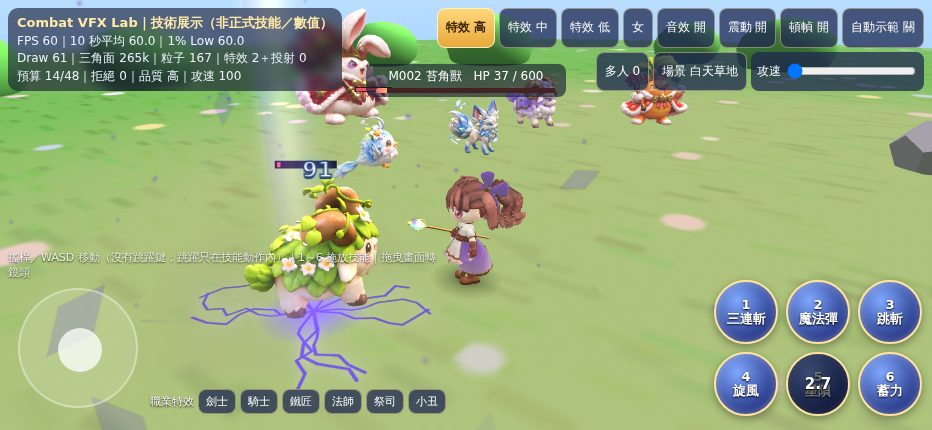 Combat VFX Lab｜技術展示（非正式技能／數值）
FPS 60｜10 秒平均 60.0｜1% Low 60.0
Draw 61｜三角面 265k｜粒子 167｜特效 2＋投射 0
預算 14/48｜拒絕 0｜品質 高｜攻速 100
特效 高
特效 中
特效 低
女
音效 開
震動 開
頓幀 開
自動示範 關
多人 0
場景 白天草地
攻速
M002 苔角獸 HP 37 / 600
91
搖桿／WASD 移動（沒有跳躍鍵；跳躍只在技能動作內）｜1～6 施放技能｜拖曳畫面轉
鏡頭
1
三連斬
2
魔法彈
3
跳斬
4
旋風
2.7
6
蓄力
職業特效
劍士
騎士
鐵匠
法師
祭司
小丑